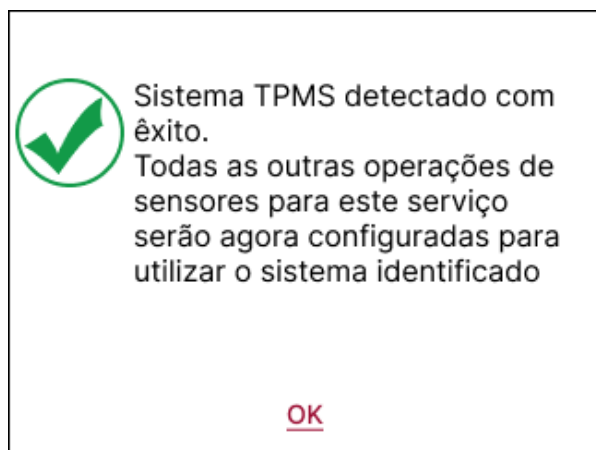 Sistema TPMS detectado com
êxito.
Todas as outras operações de
sensores para este serviço
serão agora configuradas para
utilizar o sistema identificado
OK